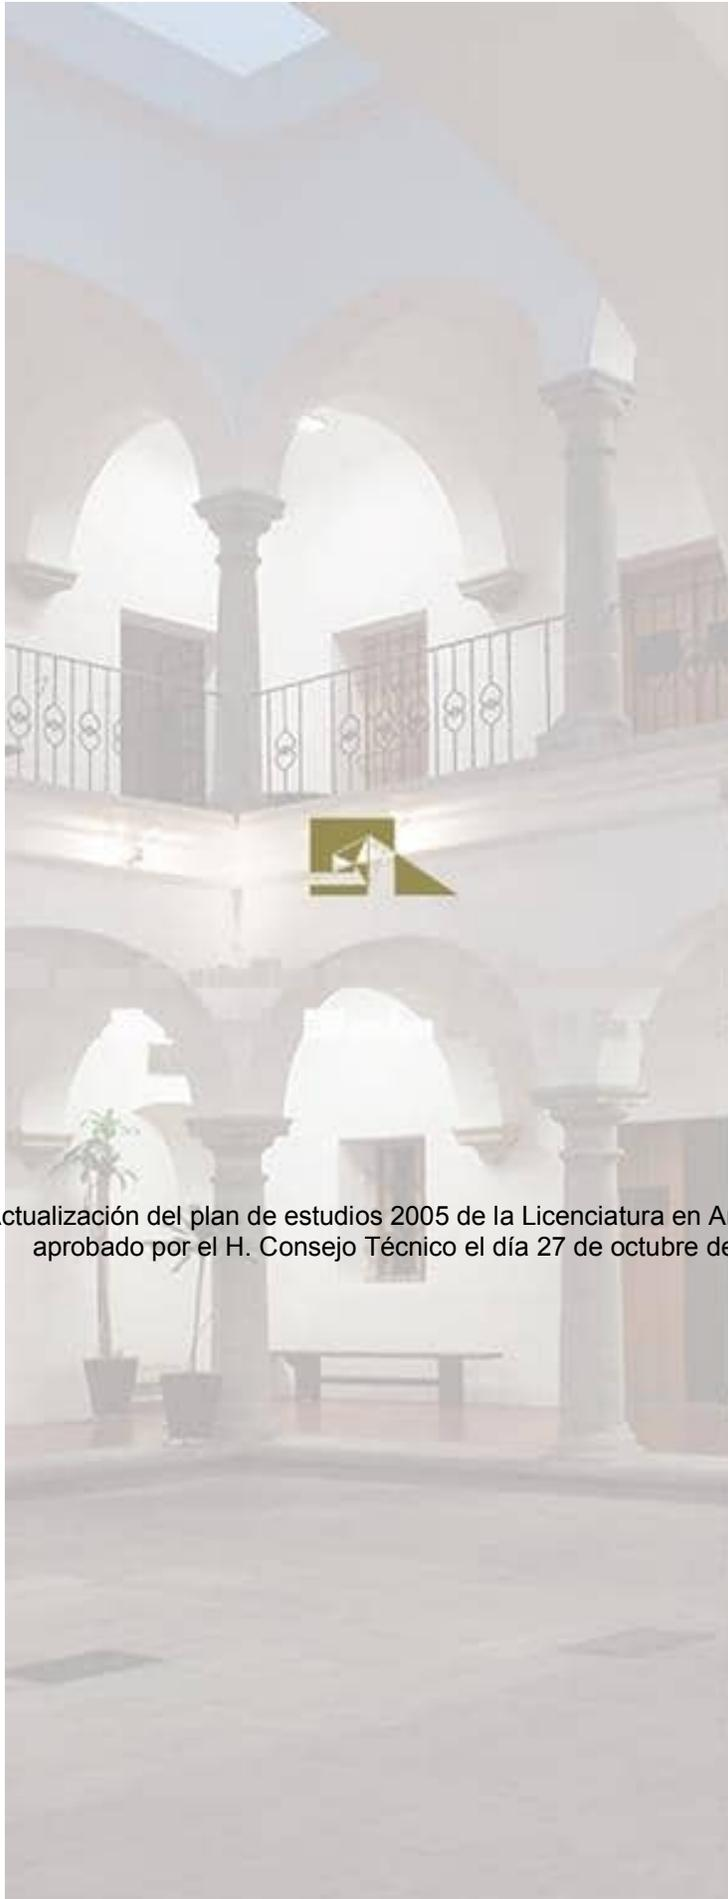 ctualización del plan de estudios 2005 de la Licenciatura en A
aprobado por el H. Consejo Técnico el día 27 de octubre de